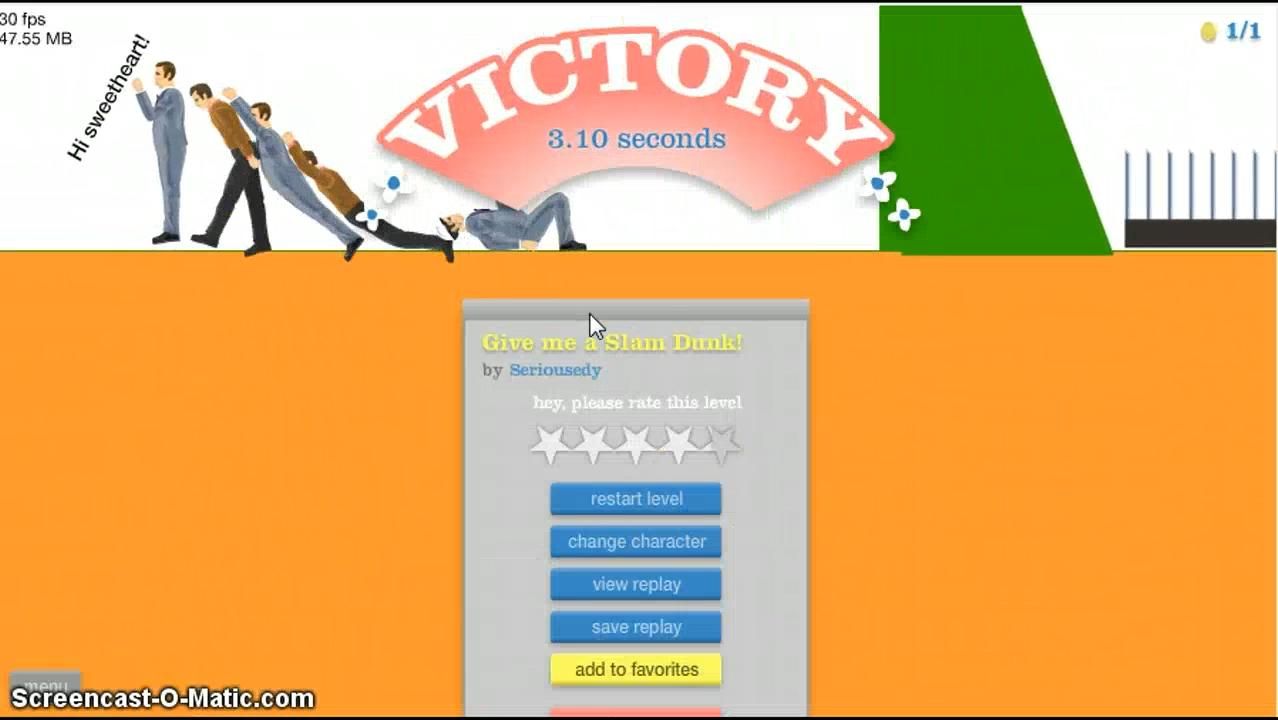 30 fps
47.55 MB
Hi sweetheart!
VICTORY
3.10 seconds
1/1
Give me a Slam Dunk!
by Seriousedy
hey, please rate this level
restart level
change character
view replay
save replay
add to favorites
menu
Screencast-O-Matic.com